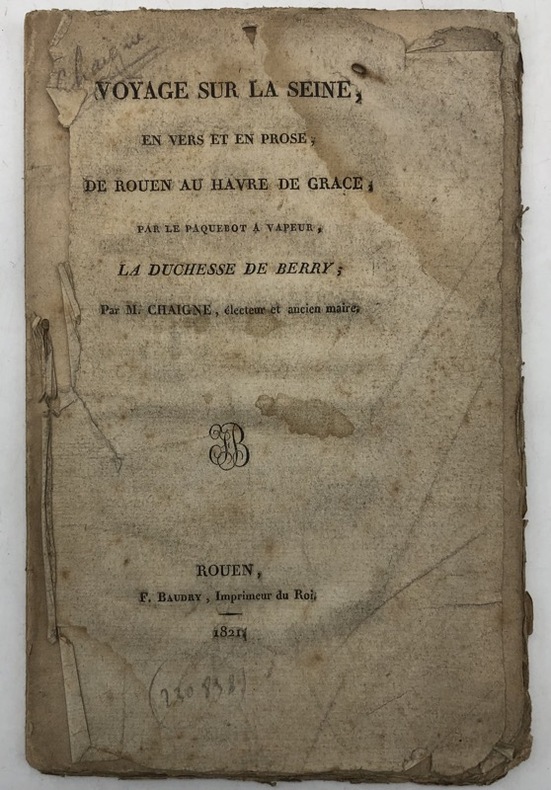 Chaigne
VOYAGE SUR LA SEINE,
EN VERS ET EN PROSE,
DE ROUEN AU HAVRE DE GRACE,
PAR LE PAQUEBOT A VAPEUR,
LA DUCHESSE DE BERRY;
Par M. CHAIGNE, électeur et ancien maire.
ROUEN,
F. BAUDRY, Imprimeur du Roi.
1821.